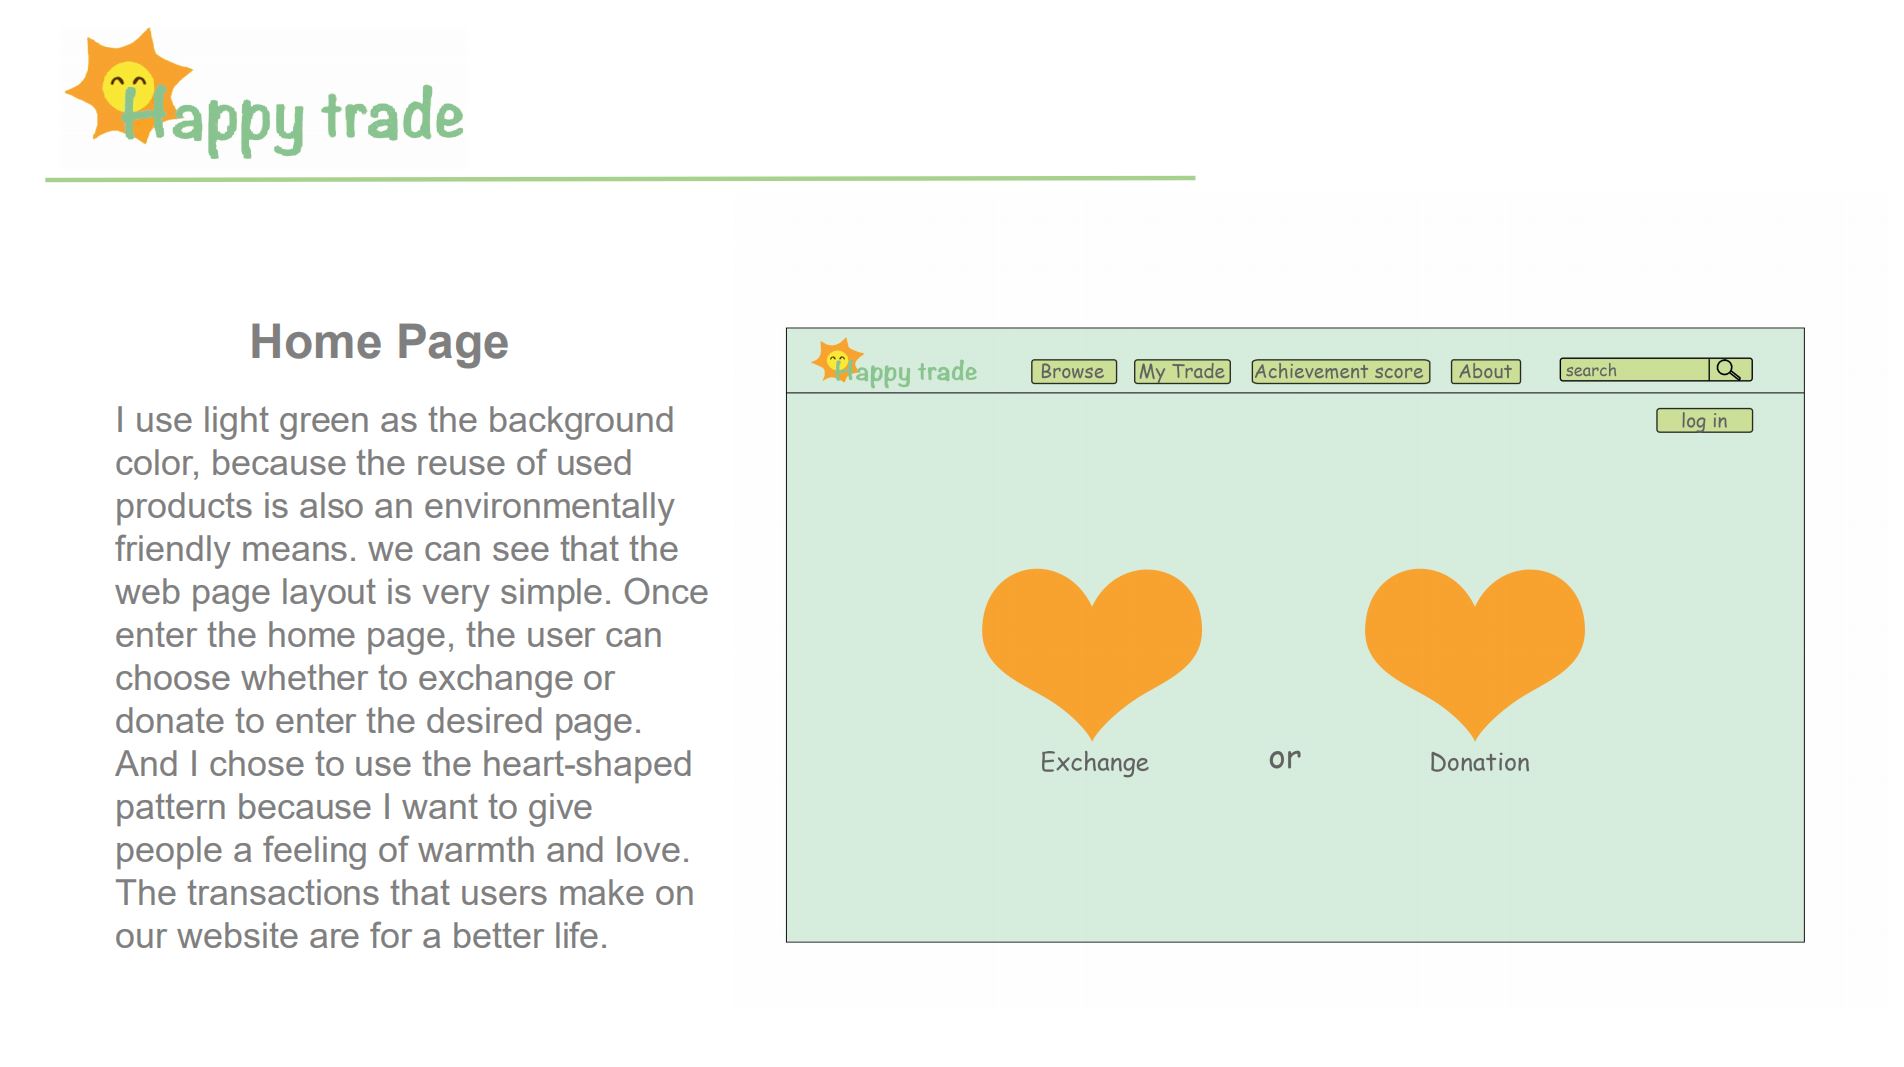 Happy trade
Home Page
I use light green as the background
color, because the reuse of used
products is also an environmentally
friendly means. we can see that the
web page layout is very simple. Once
enter the home page, the user can
choose whether to exchange or
donate to enter the desired page.
And I chose to use the heart-shaped
pattern because I want to give
people a feeling of warmth and love.
The transactions that users make on
our website are for a better life.
Happy trade
Browse
My Trade
Achievement score
About
search
log in
Exchange
or
Donation